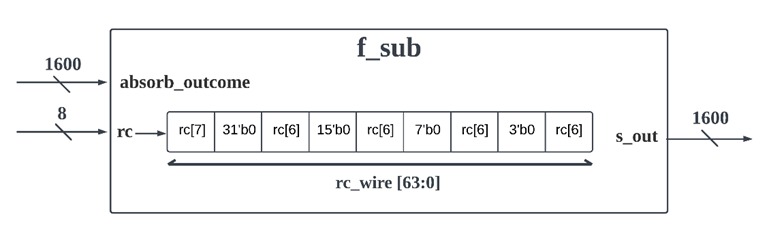 f_sub
1600
absorb_outcome
8
rc
rc[7] 31'b0 rc[6] 15'b0 rc[6] 7'b0 rc[6] 3'b0 rc[6]
rc_wire [63:0]
s_out
1600